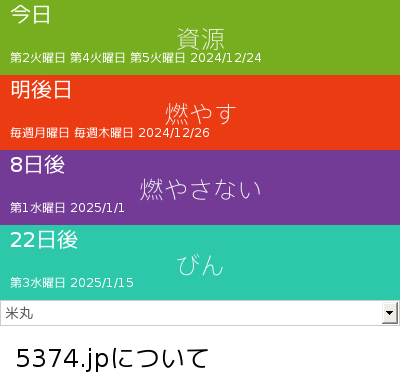 今日
資源
第2火曜日 第4火曜日 第5火曜日 2024/12/24
明後日
燃やす
毎週月曜日 毎週木曜日 2024/12/26
8日後
燃やさない
第1水曜日 2025/1/1
22日後
びん
第3水曜日 2025/1/15
米丸
5374.jpについて